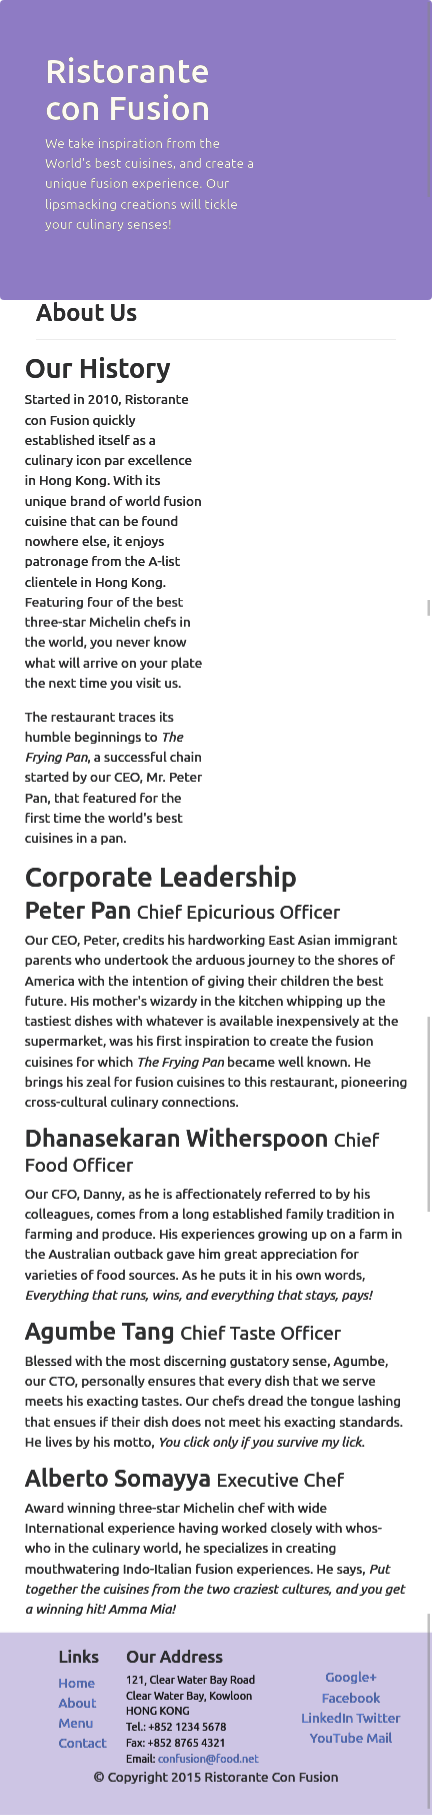 Ristorante
con Fusion
We take inspiration from the
World's best cuisines, and create a
unique fusion experience. Our
lipsmacking creations will tickle
your culinary senses!
About Us
Our History
Started in 2010, Ristorante
con Fusion quickly
established itself as a
culinary icon par excellence
in Hong Kong. With its
unique brand of world fusion
cuisine that can be found
nowhere else, it enjoys
patronage from the A-list
clientele in Hong Kong.
Featuring four of the best
three-star Michelin chefs in
the world, you never know
what will arrive on your plate
the next time you visit us.
The restaurant traces its
humble beginnings to The
Frying Pan, a successful chain
started by our CEO, Mr. Peter
Pan, that featured for the
first time the world's best
cuisines in a pan.
Corporate Leadership
Peter Pan Chief Epicurious Officer
Our CEO, Peter, credits his hardworking East Asian immigrant
parents who undertook the arduous journey to the shores of
America with the intention of giving their children the best
future. His mother's wizardy in the kitchen whipping up the
tastiest dishes with whatever is available inexpensively at the
supermarket, was his first inspiration to create the fusion
cuisines for which The Frying Pan became well known. He
brings his zeal for fusion cuisines to this restaurant, pioneering
cross-cultural culinary connections.
Dhanasekaran Witherspoon Chief
Food Officer
Our CFO, Danny, as he is affectionately referred to by his
colleagues, comes from a long established family tradition in
farming and produce. His experiences growing up on a farm in
the Australian outback gave him great appreciation for
varieties of food sources. As he puts it in his own words,
Everything that runs, wins, and everything that stays, pays!
Agumbe Tang Chief Taste Officer
Blessed with the most discerning gustatory sense, Agumbe,
our CTO, personally ensures that every dish that we serve
meets his exacting tastes. Our chefs dread the tongue lashing
that ensues if their dish does not meet his exacting standards.
He lives by his motto, You click only if you survive my lick.
Alberto Somayya Executive Chef
Award winning three-star Michelin chef with wide
International experience having worked closely with whos-
who in the culinary world, he specializes in creating
mouthwatering Indo-Italian fusion experiences. He says, Put
together the cuisines from the two craziest cultures, and you get
a winning hit! Amma Mia!
Links
Home
About
Menu
Contact
Our Address
121, Clear Water Bay Road
Clear Water Bay, Kowloon
HONG KONG
Tel.: +852 1234 5678
Fax: +852 8765 4321
Email: confusion@food.net
Google+
Facebook
LinkedIn Twitter
YouTube Mail
© Copyright 2015 Ristorante Con Fusion